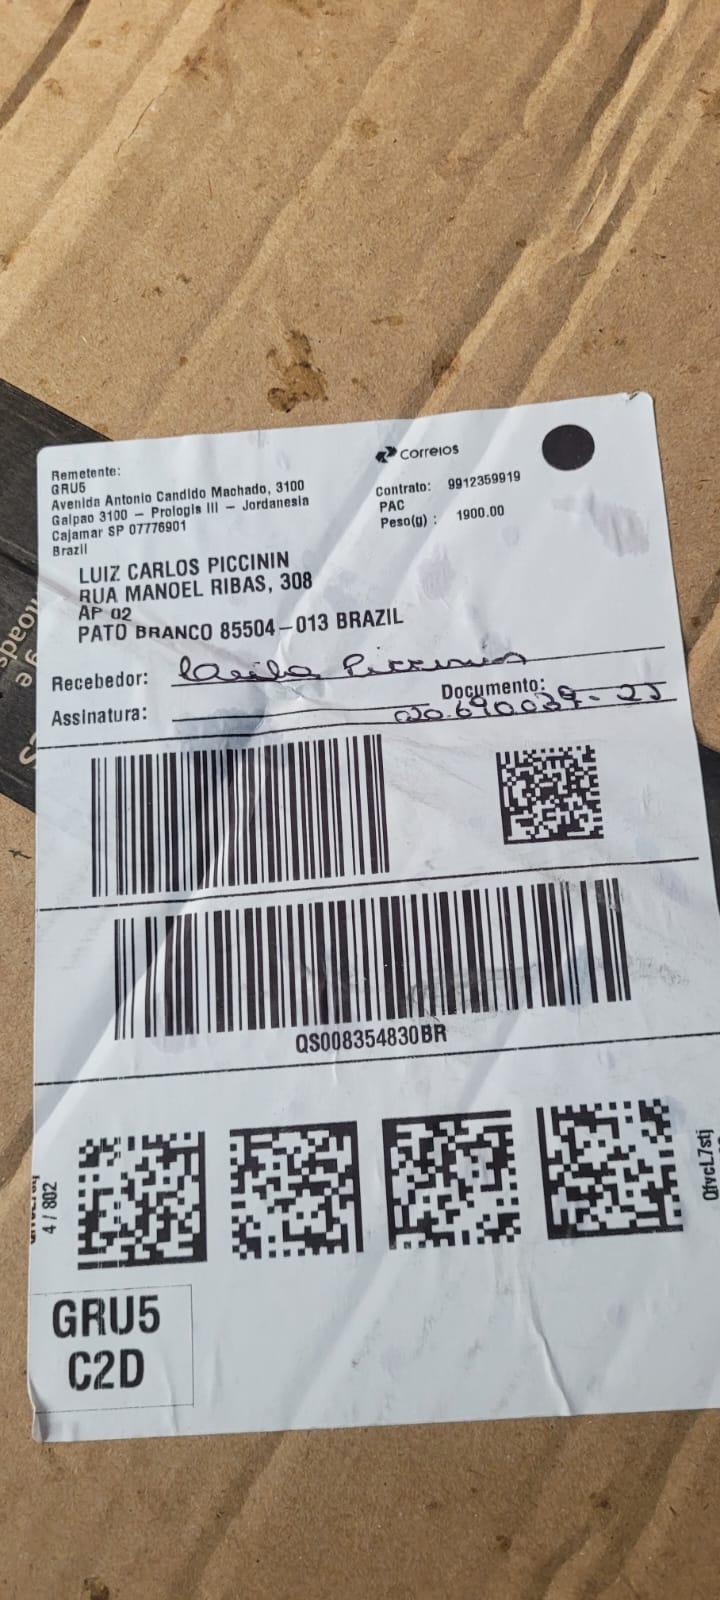 Remetente:
GRU5
Avenida Antonio Candido Machado, 3100
Galpao 3100 – Prologis III – Jordanesia
Cajamar SP 07776901
Brazil
Correios
Contrato: 9912359919
PAC
Peso(g) : 1900.00
LUIZ CARLOS PICCININ
RUA MANOEL RIBAS, 308
AP 02
PATO BRANCO 85504–013 BRAZIL
Recebedor:
Documento:
Assinatura:
QS008354830BR
4 / 802
QfvcL7stj
GRU5
C2D